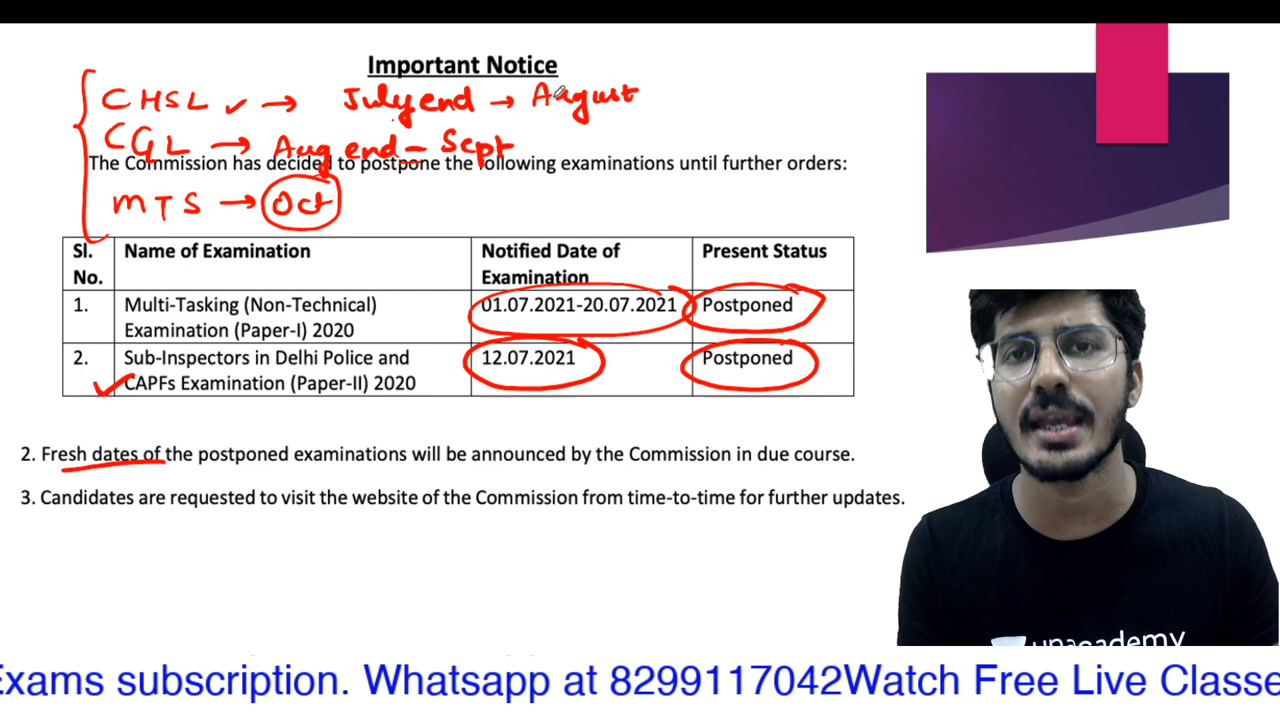 Important Notice
CHSL ✓ → July end → August
CGL → Aug end - Sept
The Commission has decided to postpone the following examinations until further orders:
MTS → Oct
Sl. No. Name of Examination Notified Date of Examination Present Status
1. Multi-Tasking (Non-Technical) Examination (Paper-I) 2020 01.07.2021-20.07.2021 Postponed
2. Sub-Inspectors in Delhi Police and CAPFs Examination (Paper-II) 2020 12.07.2021 Postponed
2. Fresh dates of the postponed examinations will be announced by the Commission in due course.
3. Candidates are requested to visit the website of the Commission from time-to-time for further updates.
unacademy
Exams subscription. Whatsapp at 8299117042Watch Free Live Classe